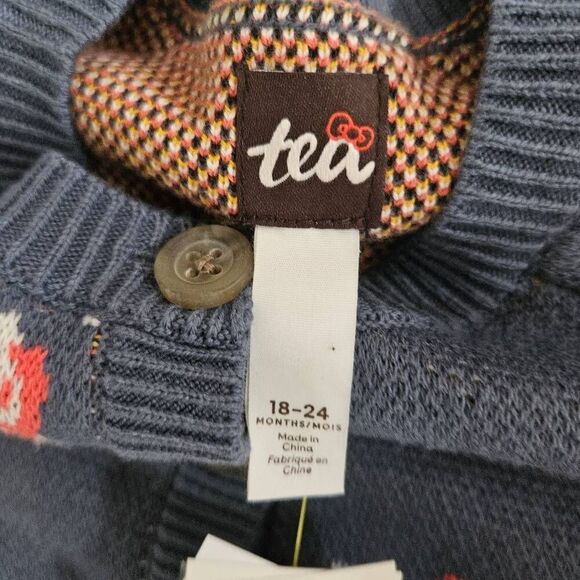 tea
18-24
MONTHS/MOIS
Made in
China
Fabriqué en
Chine